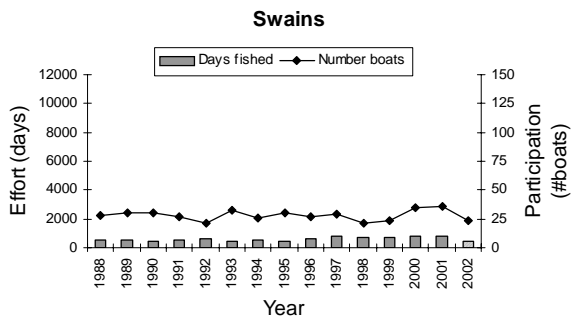 Swains
Days fished Number boats
12000
10000
8000
6000
4000
2000
0
Effort (days)
150
125
100
75
50
25
0
Participation
(#boats)
1988 1989 1990 1991 1992 1993 1994 1995 1996 1997 1998 1999 2000 2001 2002
Year